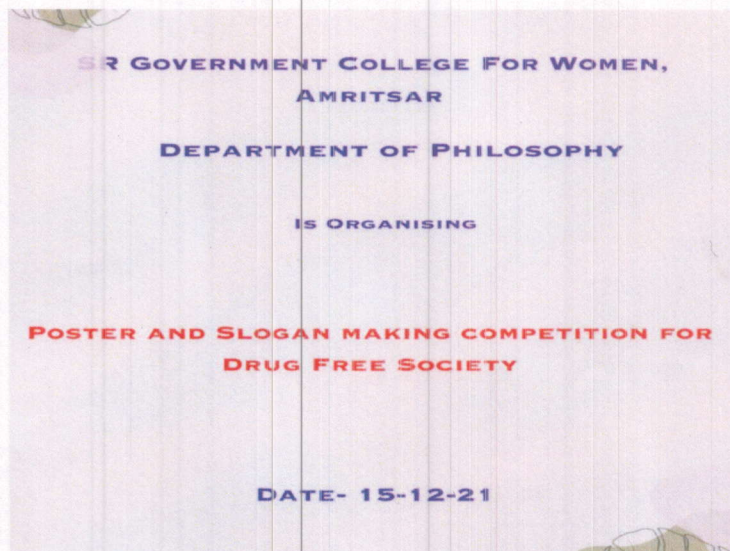 SR GOVERNMENT COLLEGE FOR WOMEN,
AMRITSAR
DEPARTMENT OF PHILOSOPHY
IS ORGANISING
POSTER AND SLOGAN MAKING COMPETITION FOR
DRUG FREE SOCIETY
DATE- 15-12-21